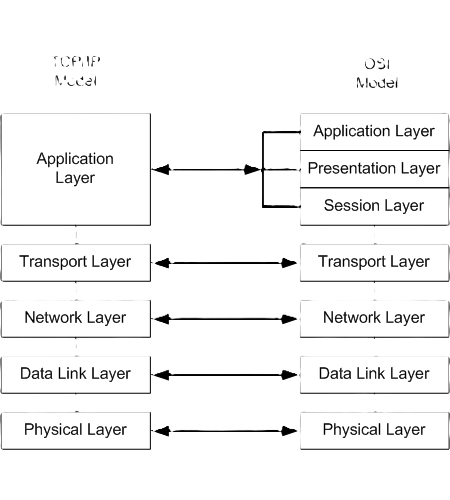 TCP/IP
Model
OSI
Model
Application
Layer
Application Layer
Presentation Layer
Session Layer
Transport Layer
Transport Layer
Network Layer
Network Layer
Data Link Layer
Data Link Layer
Physical Layer
Physical Layer